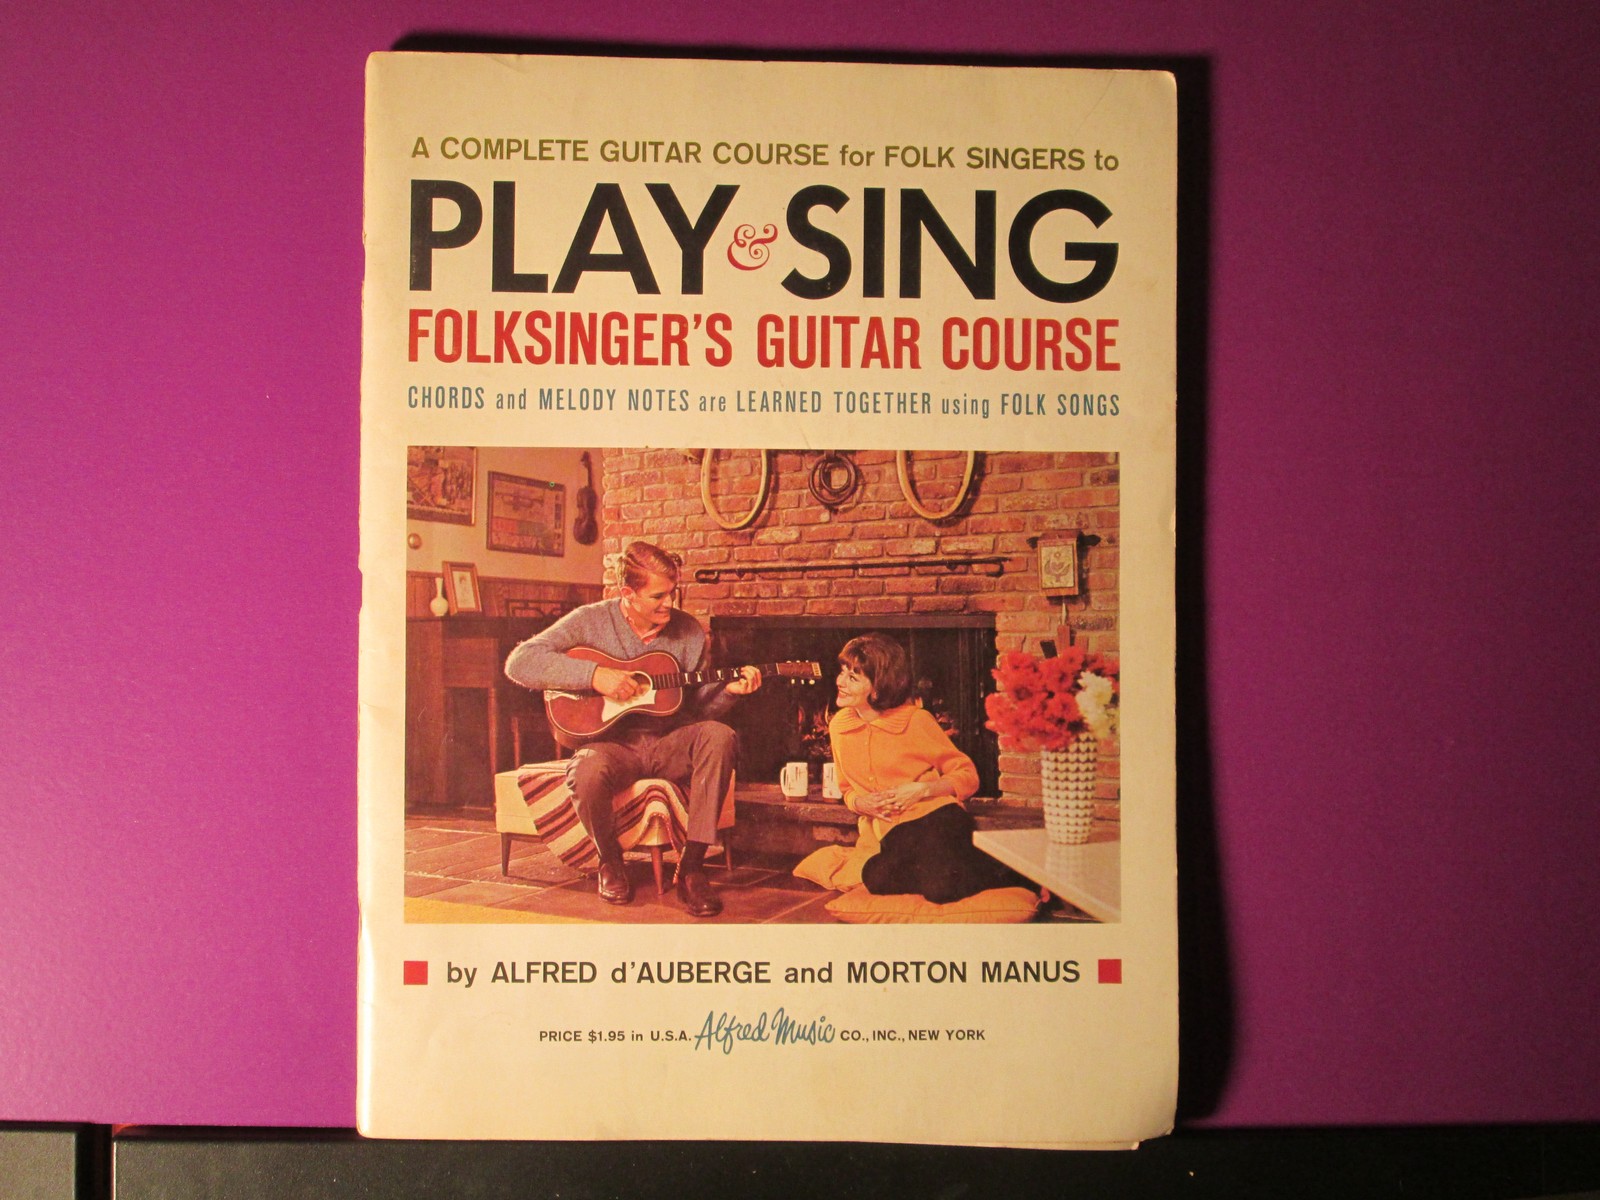 A COMPLETE GUITAR COURSE for FOLK SINGERS to
PLAY & SING
FOLKSINGER'S GUITAR COURSE
CHORDS and MELODY NOTES are LEARNED TOGETHER using FOLK SONGS
by ALFRED d'AUBERGE and MORTON MANUS
PRICE $1.95 in U.S.A. Alfred Music CO., INC., NEW YORK